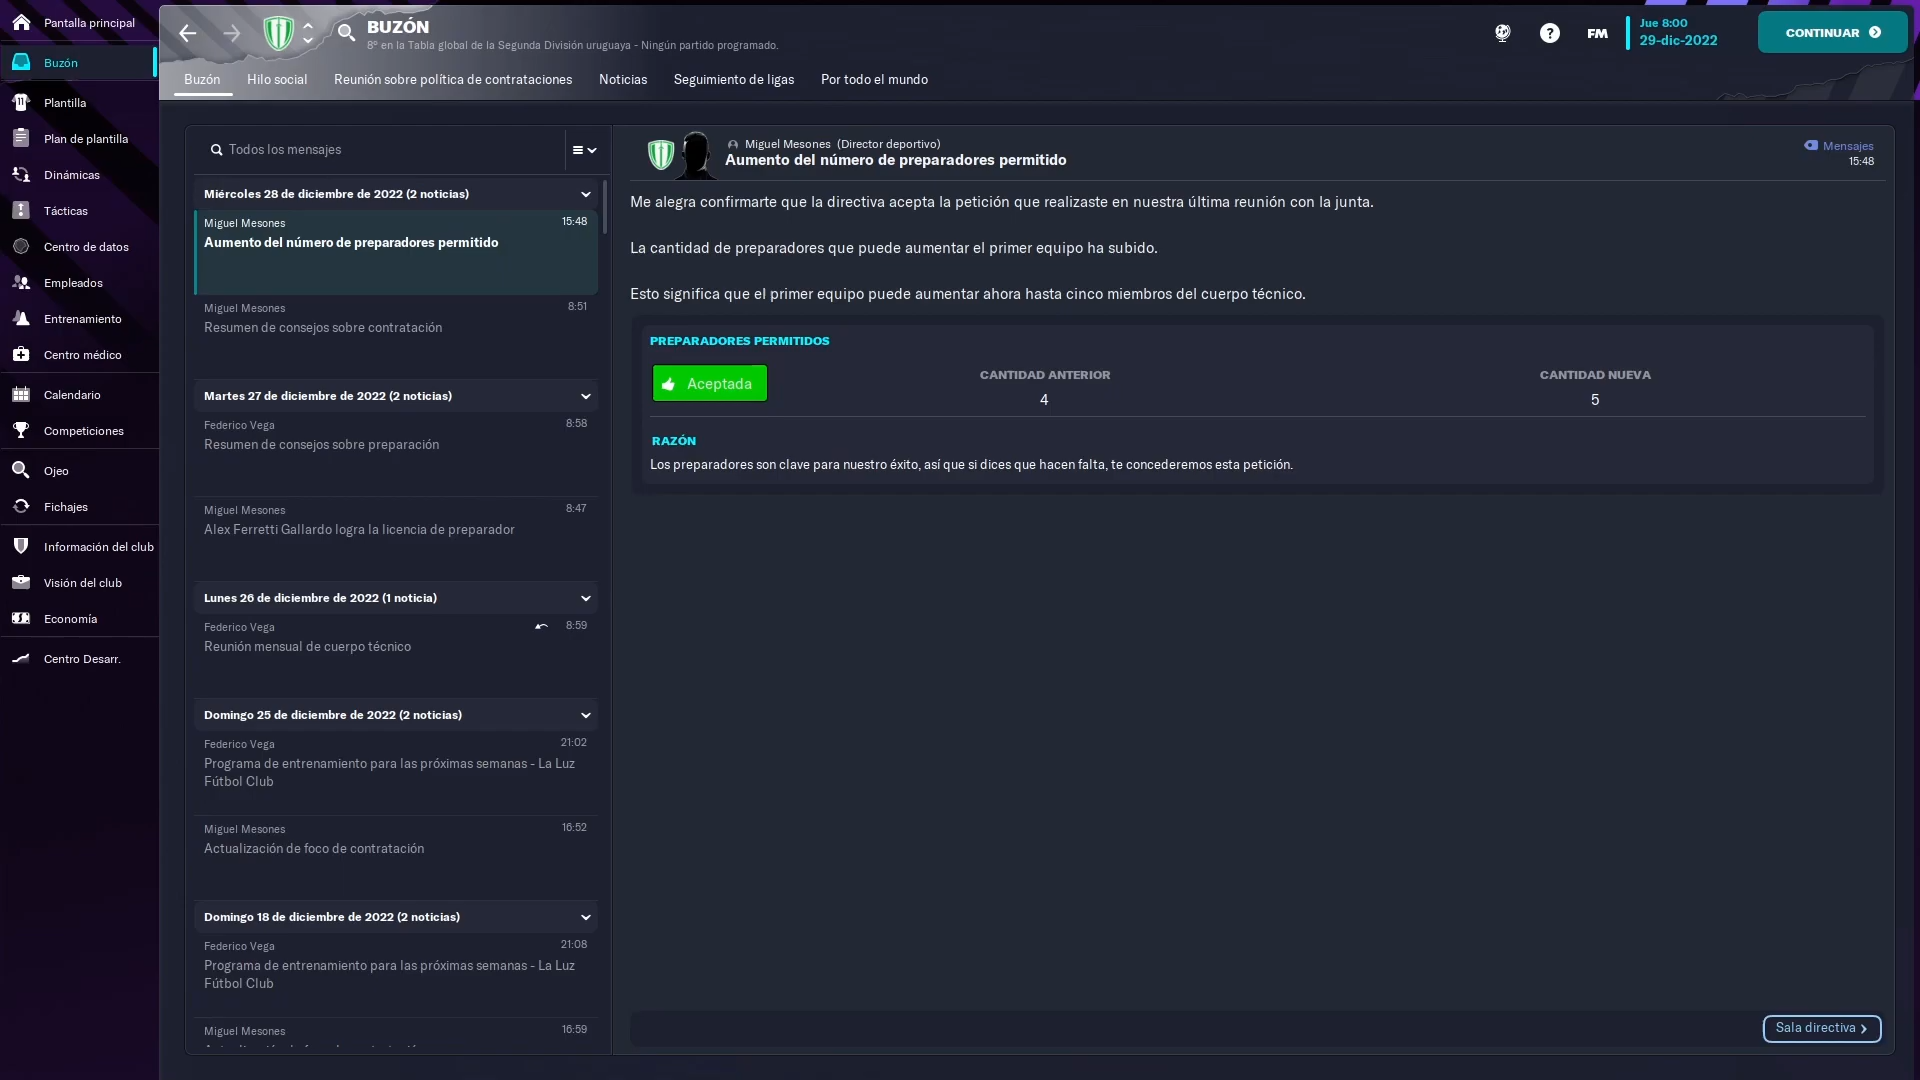 Pantalla principal
Buzón
Plantilla
Plan de plantilla
Dinámicas
Tácticas
Centro de datos
Empleados
Entrenamiento
Centro médico
Calendario
Competiciones
Ojeo
Fichajes
Información del club
Visión del club
Economía
Centro Desarr.
BUZÓN
8º en la Tabla global de la Segunda División uruguaya - Ningún partido programado.
FM
Jue 8:00
29-dic-2022
CONTINUAR
Buzón Hilo social Reunión sobre política de contrataciones Noticias Seguimiento de ligas Por todo el mundo
Todos los mensajes
Miércoles 28 de diciembre de 2022 (2 noticias)
Miguel Mesones 15:48
Aumento del número de preparadores permitido
Miguel Mesones 8:51
Resumen de consejos sobre contratación
Martes 27 de diciembre de 2022 (2 noticias)
Federico Vega 8:58
Resumen de consejos sobre preparación
Miguel Mesones 8:47
Alex Ferretti Gallardo logra la licencia de preparador
Lunes 26 de diciembre de 2022 (1 noticia)
Federico Vega 8:59
Reunión mensual de cuerpo técnico
Domingo 25 de diciembre de 2022 (2 noticias)
Federico Vega 21:02
Programa de entrenamiento para las próximas semanas - La Luz
Fútbol Club
Miguel Mesones 16:52
Actualización de foco de contratación
Domingo 18 de diciembre de 2022 (2 noticias)
Federico Vega 21:08
Programa de entrenamiento para las próximas semanas - La Luz
Fútbol Club
Miguel Mesones 16:59
Miguel Mesones (Director deportivo)
Aumento del número de preparadores permitido
Mensajes
15:48
Me alegra confirmarte que la directiva acepta la petición que realizaste en nuestra última reunión con la junta.
La cantidad de preparadores que puede aumentar el primer equipo ha subido.
Esto significa que el primer equipo puede aumentar ahora hasta cinco miembros del cuerpo técnico.
PREPARADORES PERMITIDOS
Aceptada
CANTIDAD ANTERIOR
4
CANTIDAD NUEVA
5
RAZÓN
Los preparadores son clave para nuestro éxito, así que si dices que hacen falta, te concederemos esta petición.
Sala directiva